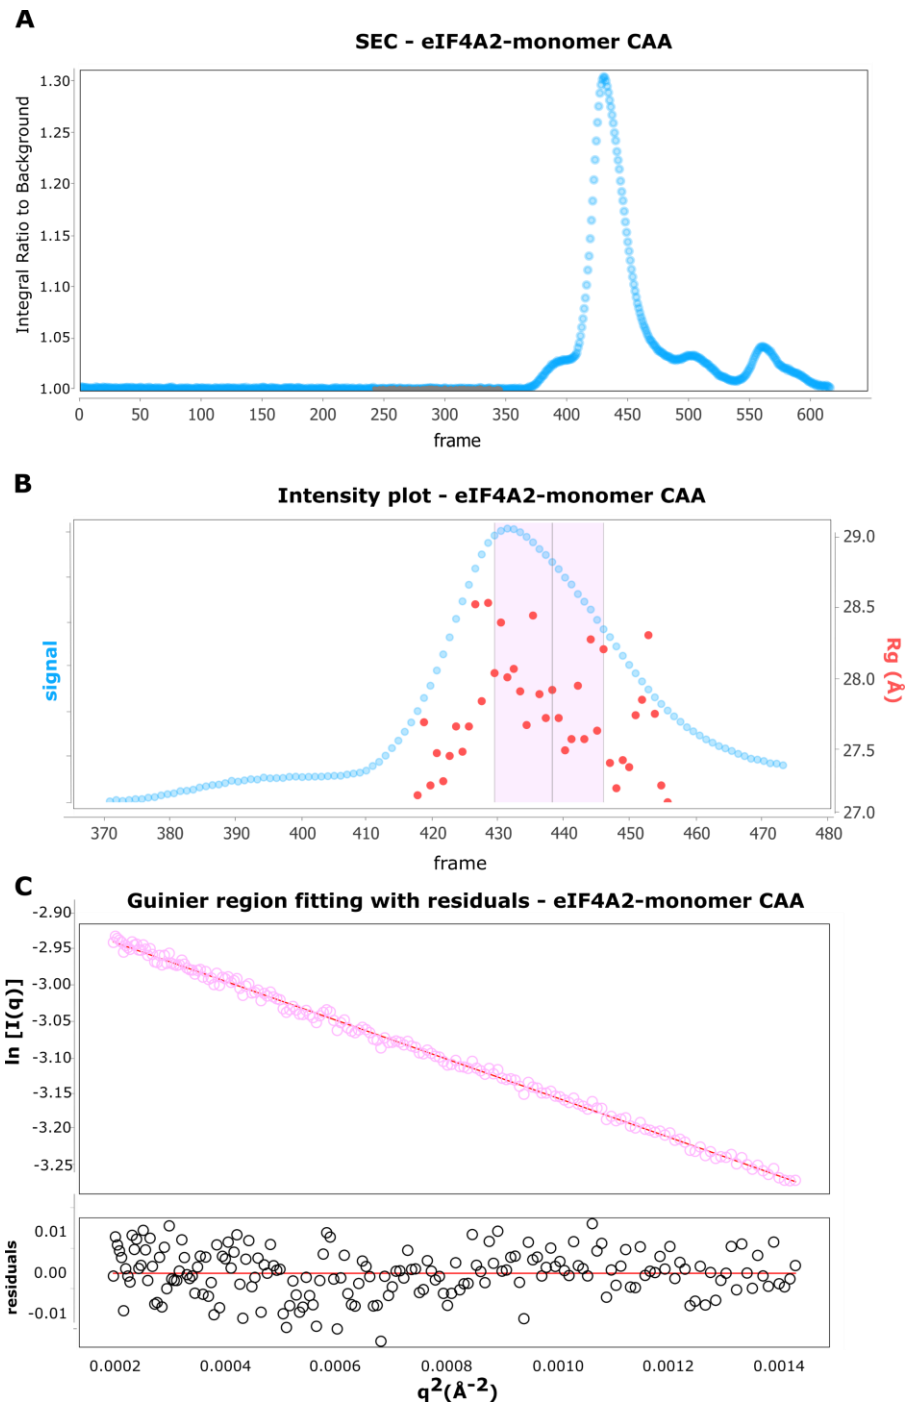 A
SEC - eIF4A2-monomer CAA
Integral Ratio to Background
1.30
1.25
1.20
1.15
1.10
1.05
1.00
0 50 100 150 200 250 300 350 400 450 500 550 600
frame
B
Intensity plot - eIF4A2-monomer CAA
signal
29.0
28.5
28.0
27.5
27.0
Rg (Å)
370 380 390 400 410 420 430 440 450 460 470 480
frame
C
Guinier region fitting with residuals - eIF4A2-monomer CAA
ln [I(q)]
-2.90
-2.95
-3.00
-3.05
-3.10
-3.15
-3.20
-3.25
residuals
0.01
0.00
-0.01
0.0002 0.0004 0.0006 0.0008 0.0010 0.0012 0.0014
q²(Å⁻²)